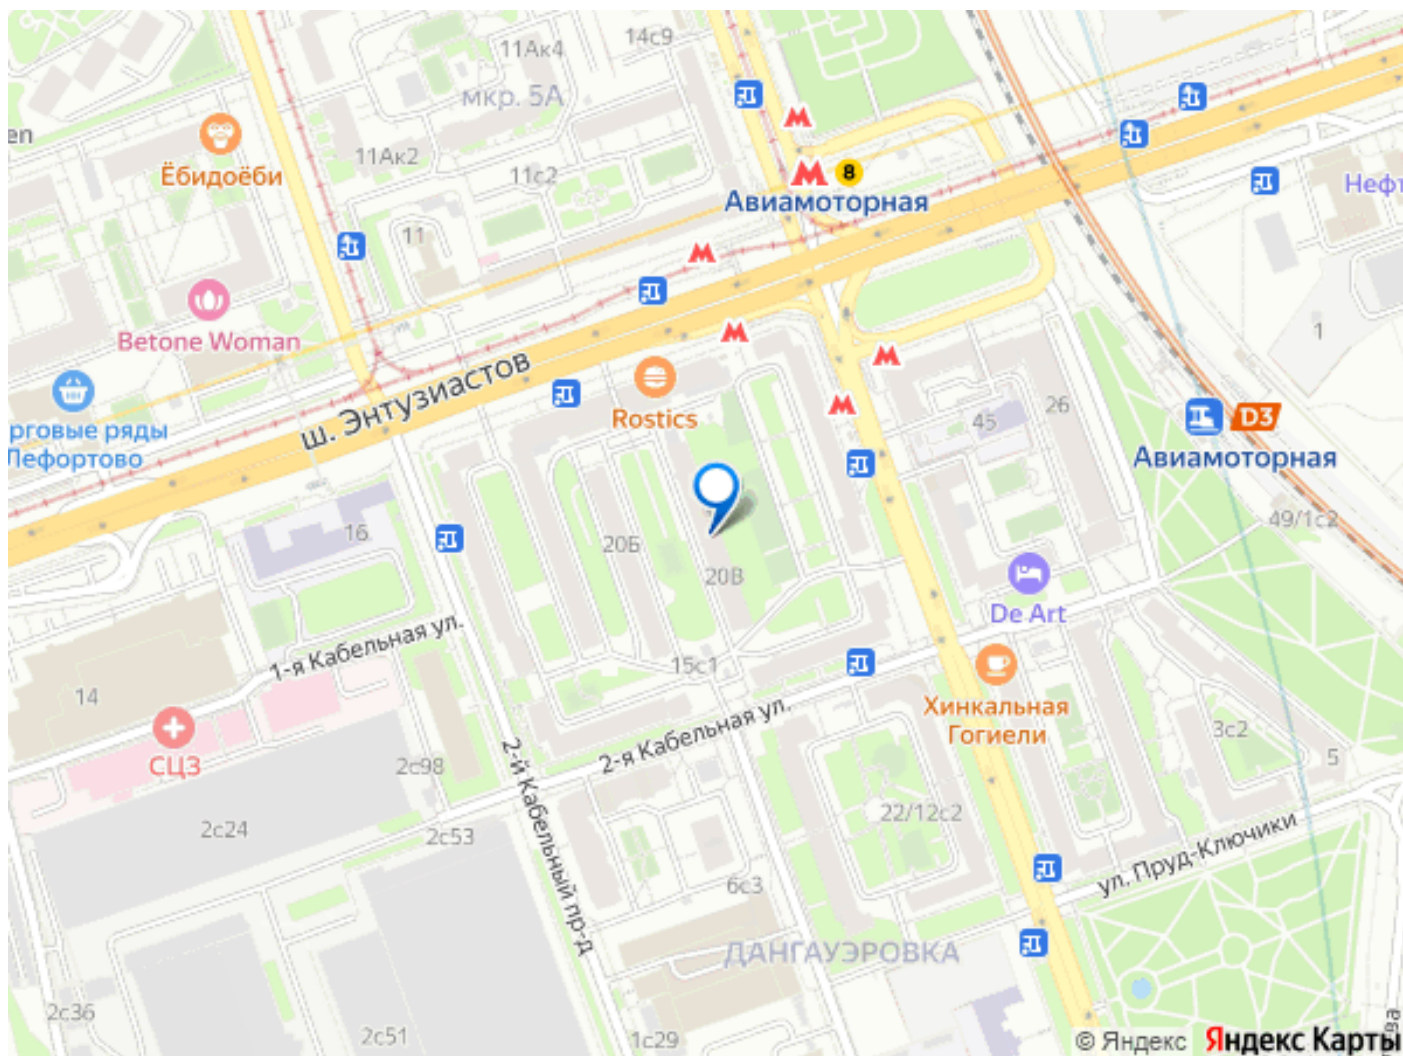 14с9
11Ак4
мкр. 5А
en
Ёбидоёби
11Ак2
11с2
8
Авиамоторная
Нефт
11
Betone Woman
1
ш. Энтузиастов
Rostics
рговые ряды
Лефортово
45
26
D3
Авиамоторная
16
20Б
20В
49/1с2
De Art
1-я Кабельная ул.
15с1
14
2-я Кабельная ул.
Хинкальная
Гогиели
3с2
5
СЦЗ
2с98
2-й Кабельный пр-д
2с24
2с53
22/12с2
ул. Пруд-Ключики
6с3
ДАНГАУЭРОВКА
2с36
2с51
1с29
ва
© Яндекс Яндекс Карты